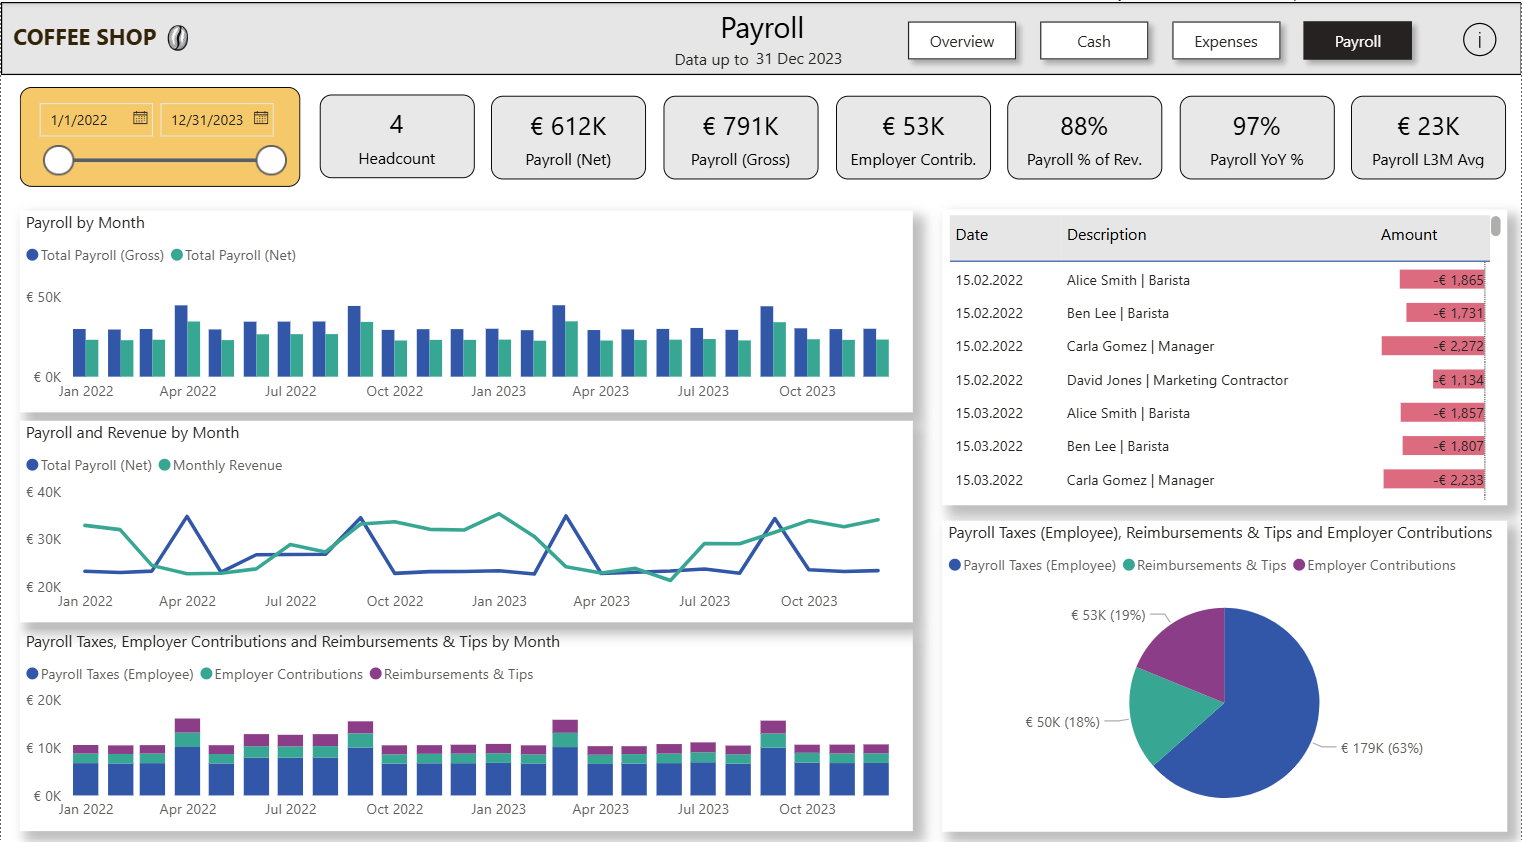 COFFEE SHOP
Payroll
Data up to 31 Dec 2023
Overview
Cash
Expenses
Payroll
i
1/1/2022
12/31/2023
4
Headcount
€ 612K
Payroll (Net)
€ 791K
Payroll (Gross)
€ 53K
Employer Contrib.
88%
Payroll % of Rev.
97%
Payroll YoY %
€ 23K
Payroll L3M Avg
Payroll by Month
Total Payroll (Gross) Total Payroll (Net)
€ 50K
€ 0K
Jan 2022 Apr 2022 Jul 2022 Oct 2022 Jan 2023 Apr 2023 Jul 2023 Oct 2023
Payroll and Revenue by Month
Total Payroll (Net) Monthly Revenue
€ 40K
€ 30K
€ 20K
Jan 2022 Apr 2022 Jul 2022 Oct 2022 Jan 2023 Apr 2023 Jul 2023 Oct 2023
Payroll Taxes, Employer Contributions and Reimbursements & Tips by Month
Payroll Taxes (Employee) Employer Contributions Reimbursements & Tips
€ 20K
€ 10K
€ 0K
Jan 2022 Apr 2022 Jul 2022 Oct 2022 Jan 2023 Apr 2023 Jul 2023 Oct 2023
Date Description Amount
15.02.2022 Alice Smith | Barista -€ 1,865
15.02.2022 Ben Lee | Barista -€ 1,731
15.02.2022 Carla Gomez | Manager -€ 2,272
15.02.2022 David Jones | Marketing Contractor -€ 1,134
15.03.2022 Alice Smith | Barista -€ 1,857
15.03.2022 Ben Lee | Barista -€ 1,807
15.03.2022 Carla Gomez | Manager -€ 2,233
Payroll Taxes (Employee), Reimbursements & Tips and Employer Contributions
Payroll Taxes (Employee) Reimbursements & Tips Employer Contributions
€ 53K (19%)
€ 50K (18%)
€ 179K (63%)